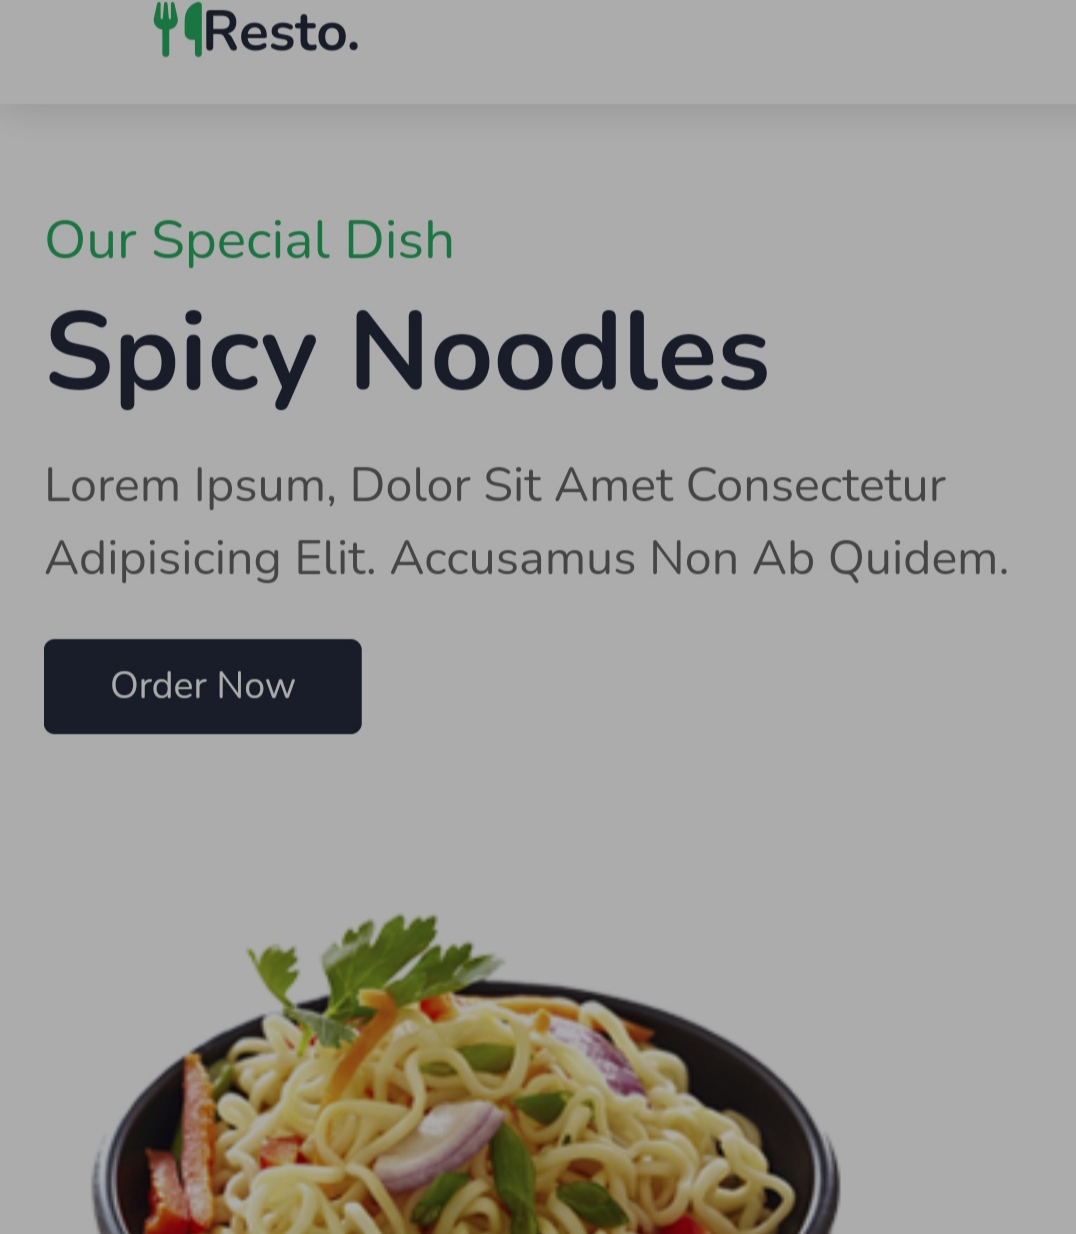 Resto.
Our Special Dish
Spicy Noodles
Lorem Ipsum, Dolor Sit Amet Consectetur
Adipisicing Elit. Accusamus Non Ab Quidem.
Order Now